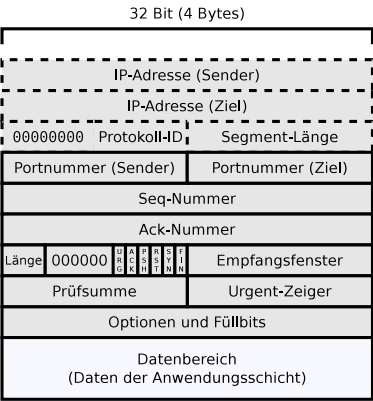 32 Bit (4 Bytes)
IP-Adresse (Sender)
IP-Adresse (Ziel)
00000000 Protokoll-ID Segment-Länge
Portnummer (Sender) Portnummer (Ziel)
Seq-Nummer
Ack-Nummer
Länge 000000 URG ACK PSH RST SYN FIN Empfangsfenster
Prüfsumme Urgent-Zeiger
Optionen und Füllbits
Datenbereich
(Daten der Anwendungsschicht)